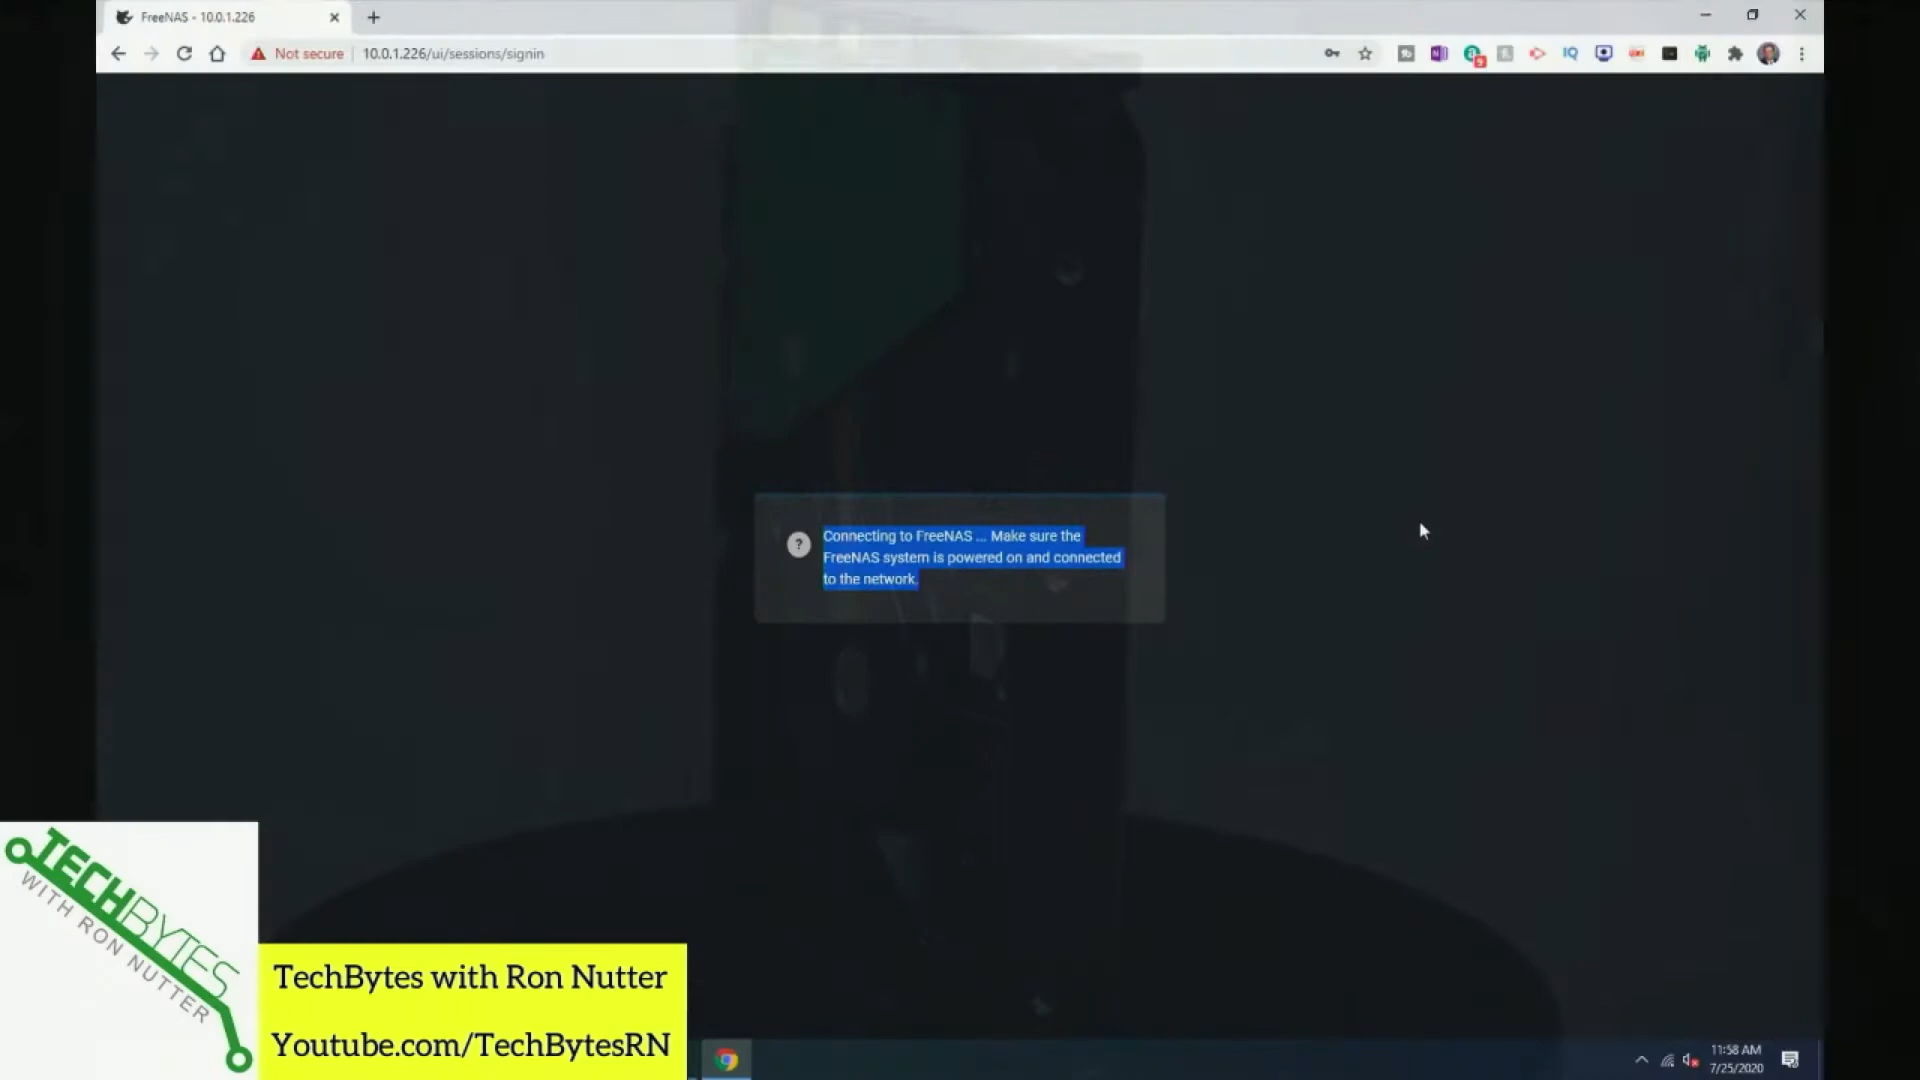 FreeNAS - 10.0.1.226
Not secure
10.0.1.226/ui/sessions/signin
IQ
9
Connecting to FreeNAS ... Make sure the
FreeNAS system is powered on and connected
to the network.
TECHBYTES
WITH RON NUTTER
TechBytes with Ron Nutter
Youtube.com/TechBytesRN
11:58 AM
7/25/2020